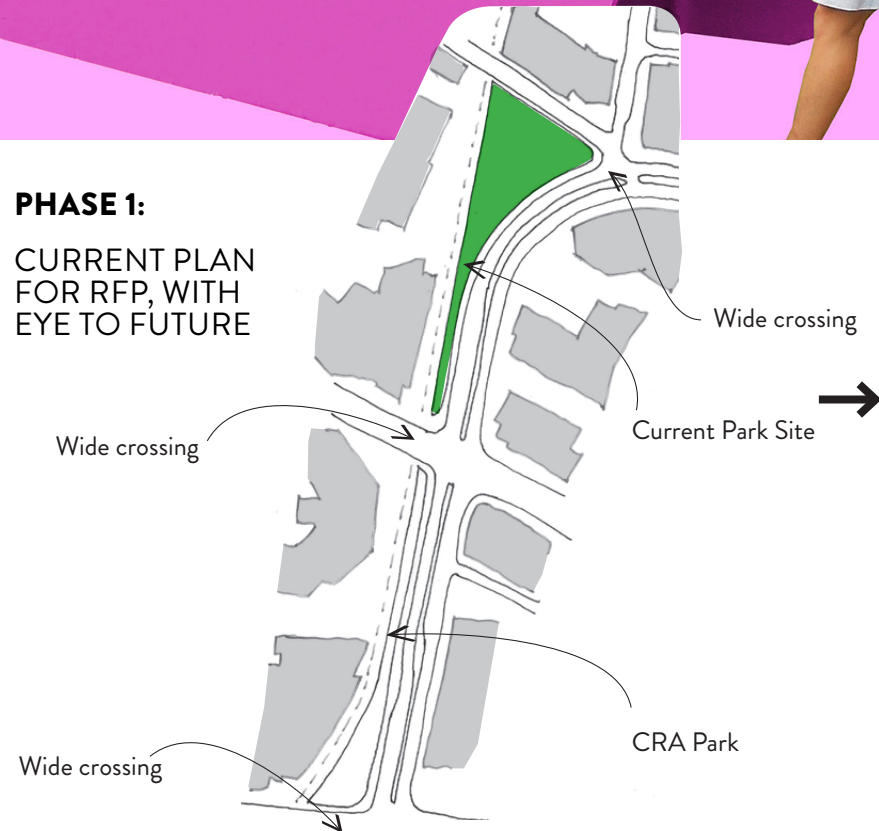 PHASE 1:
CURRENT PLAN
FOR RFP, WITH
EYE TO FUTURE
Wide crossing
Current Park Site
Wide crossing
CRA Park
Wide crossing